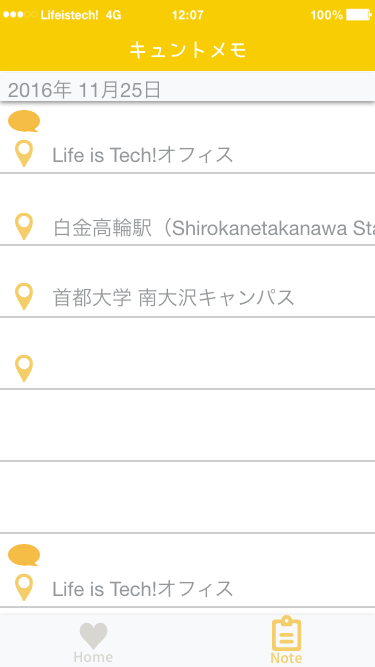 Lifeistech! 4G 12:07 100%
キュントメモ
2016年 11月25日
Life is Tech!オフィス
白金高輪駅（Shirokanetakanawa Sta
首都大学 南大沢キャンパス
Life is Tech!オフィス
Home Note